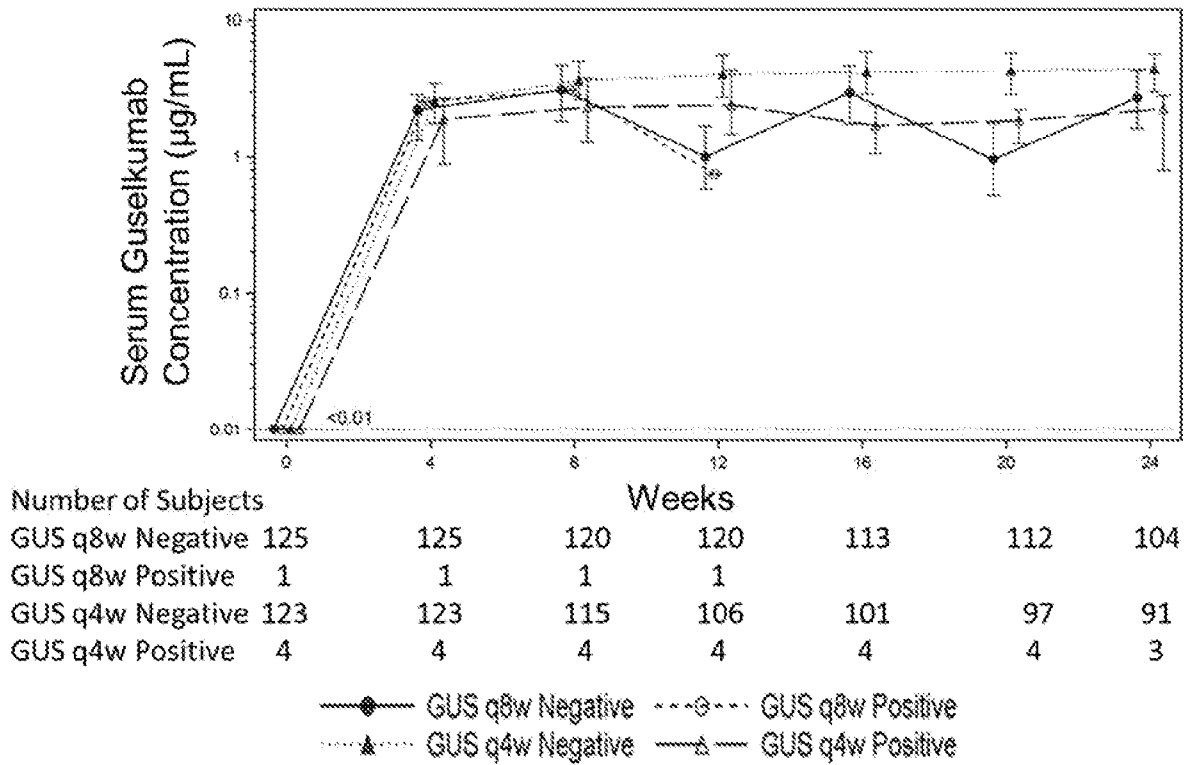 10
1
0.1
0.01
Serum Guselkumab
Concentration (µg/mL)
<0.01
0 4 8 12 16 20 24
Number of Subjects Weeks
GUS q8w Negative 125 125 120 120 113 112 104
GUS q8w Positive 1 1 1 1
GUS q4w Negative 123 123 115 106 101 97 91
GUS q4w Positive 4 4 4 4 4 4 3
GUS q8w Negative GUS q8w Positive
GUS q4w Negative GUS q4w Positive